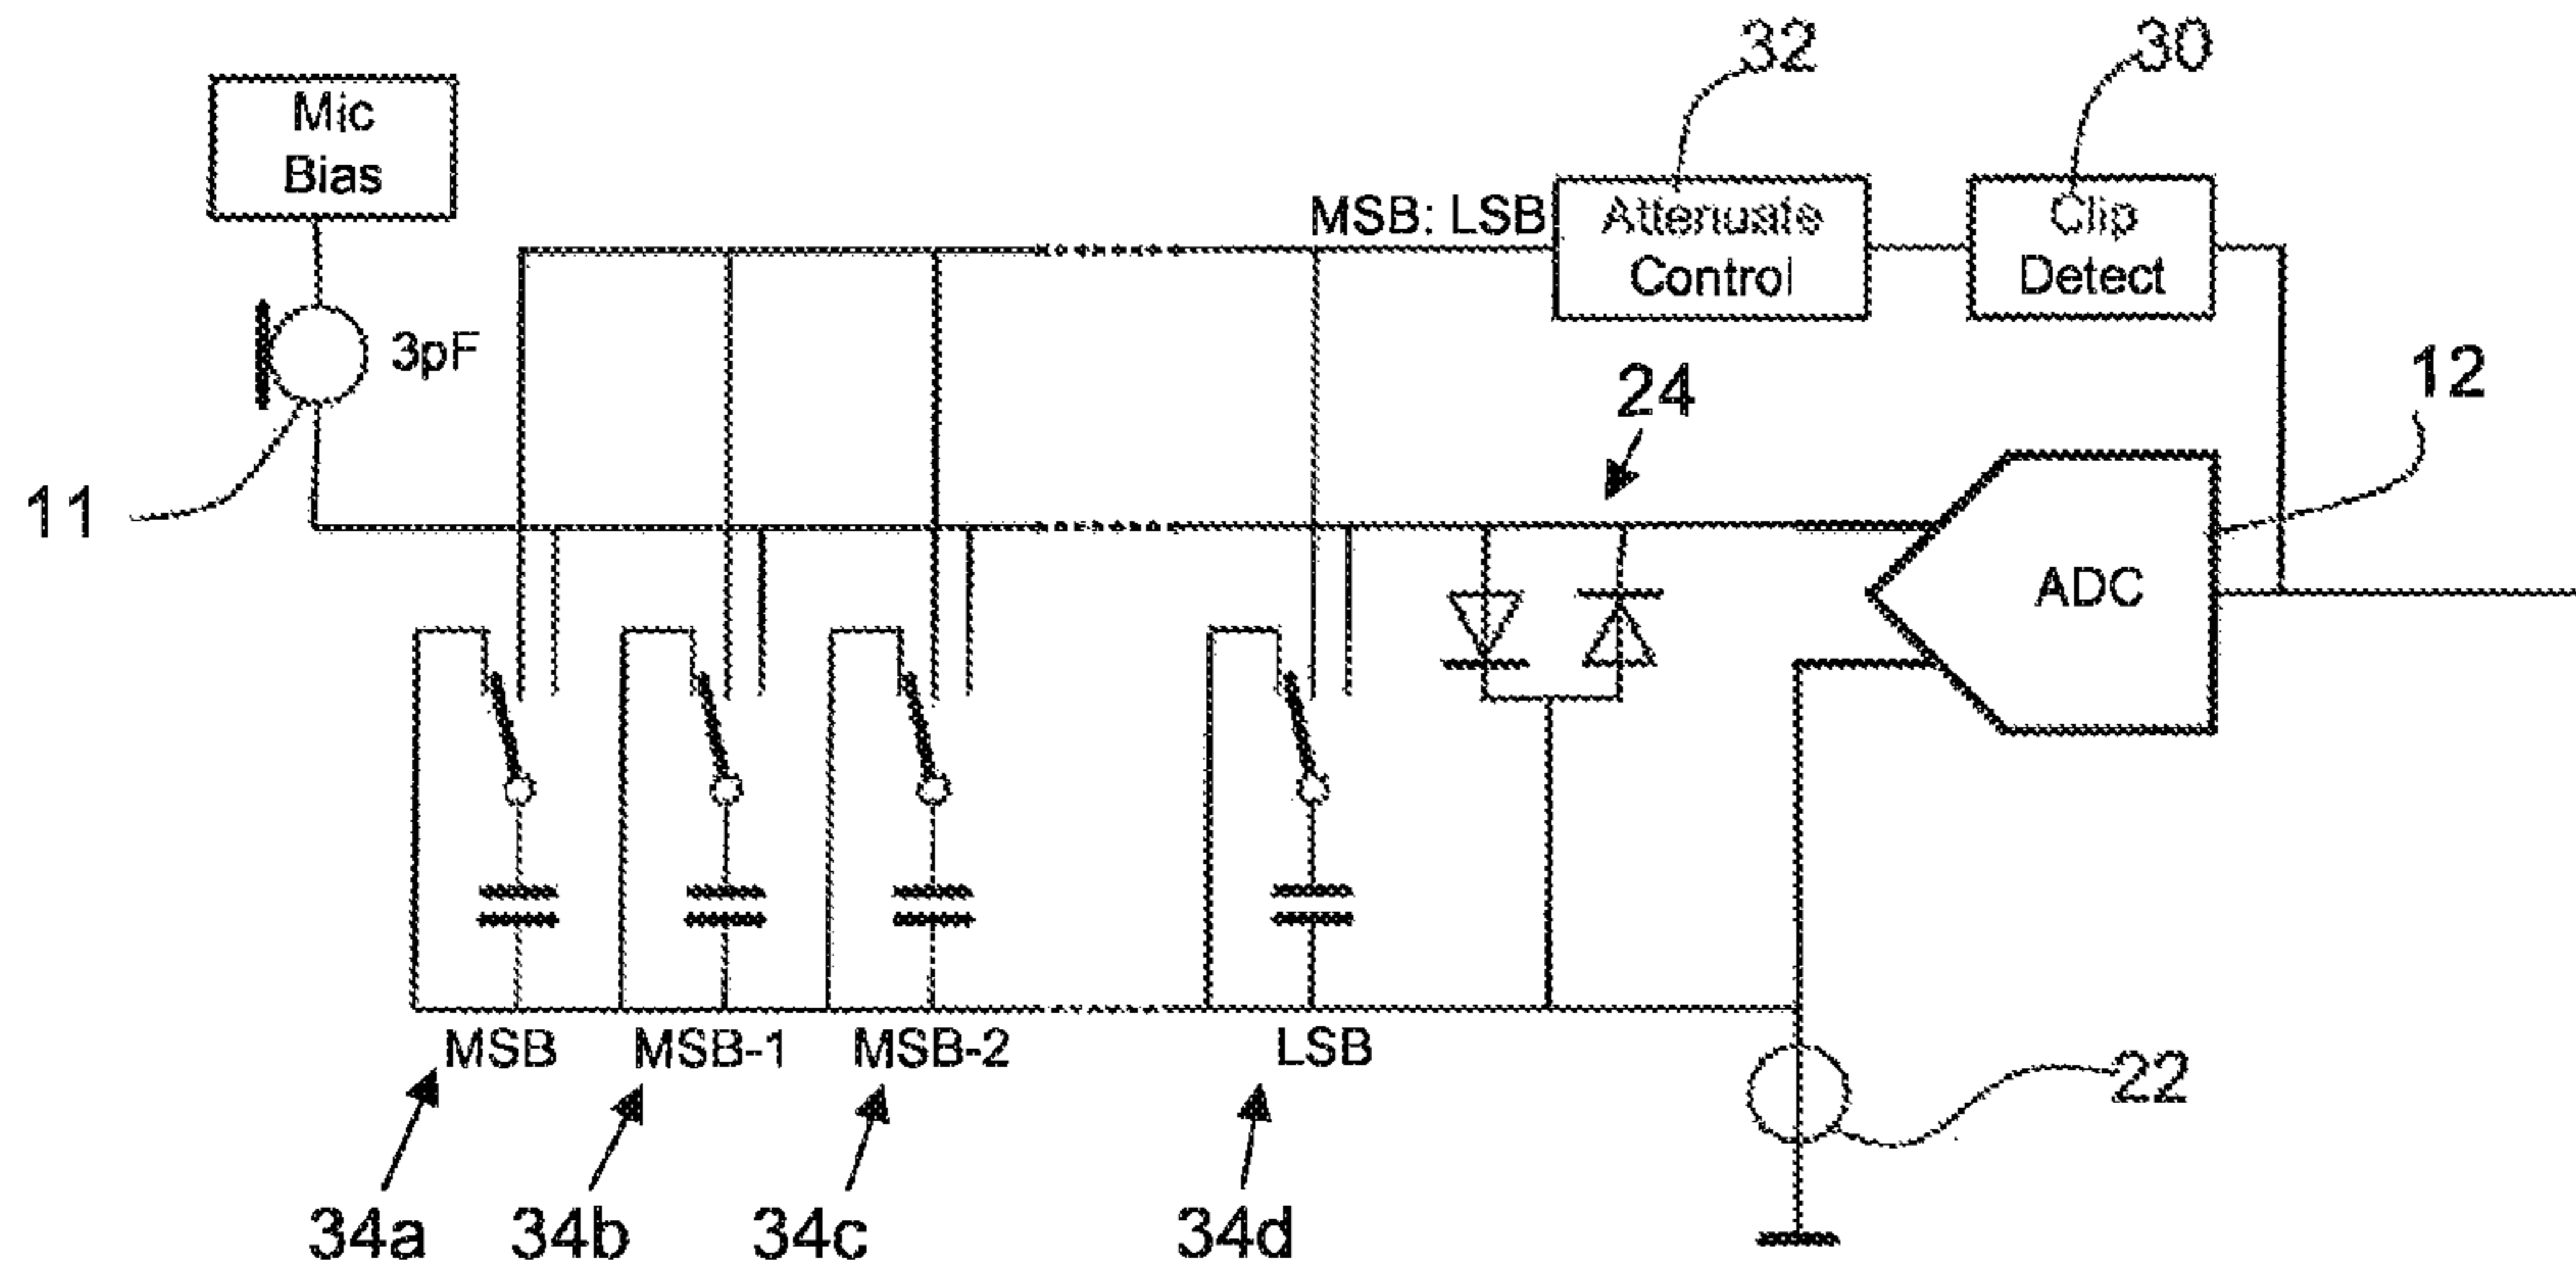 32
30
Mic
Bias
MSB: LSB
Attenuate
Control
Clip
Detect
3pF
24
12
11
ADC
MSB
MSB-1
MSB-2
LSB
22
34a
34b
34c
34d